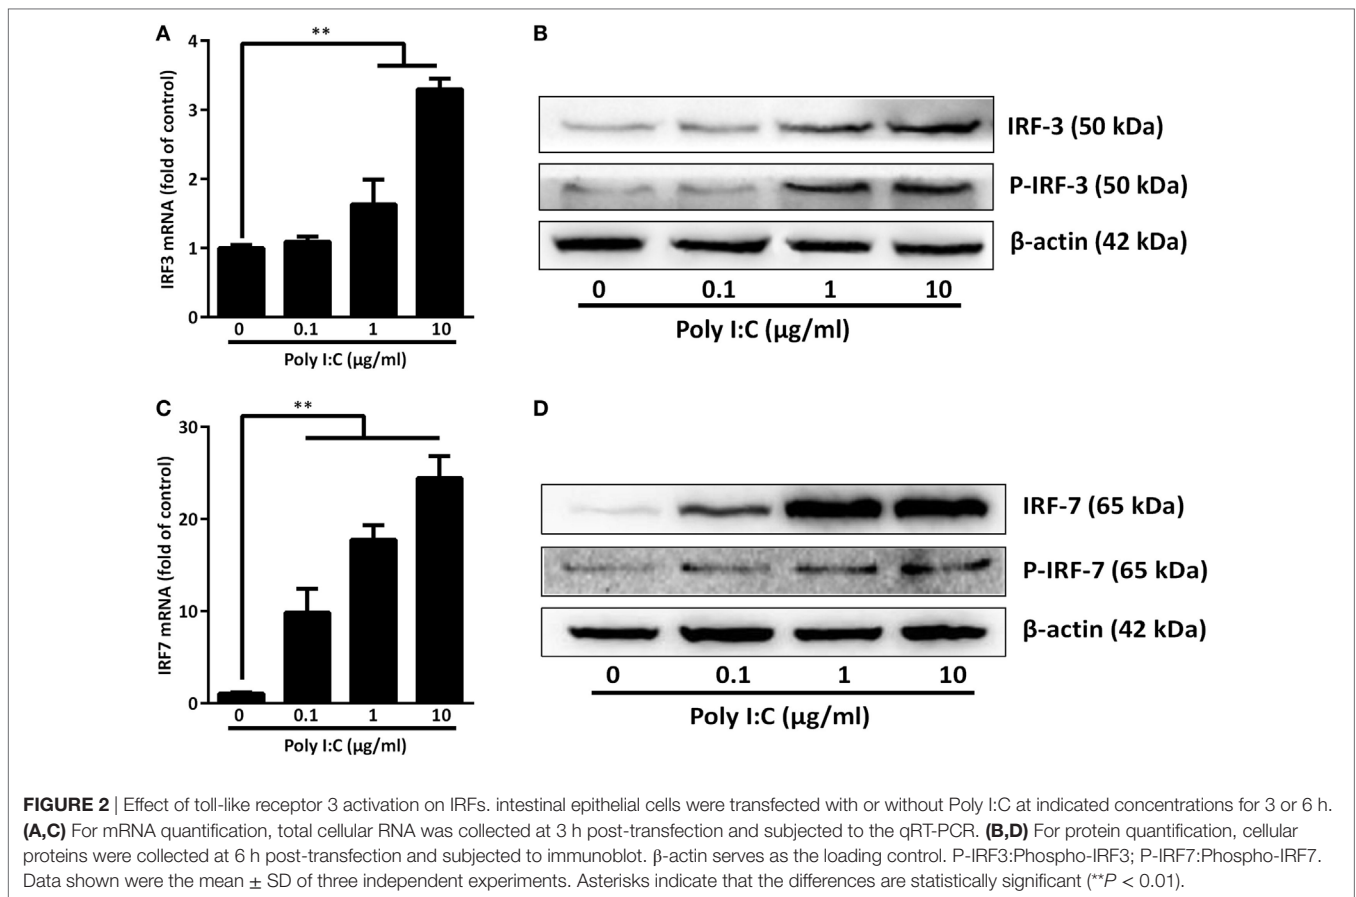 A
**
4
3
2
1
0
IRF3 mRNA (fold of control)
0 0.1 1 10
Poly I:C (µg/ml)
B
IRF-3 (50 kDa)
P-IRF-3 (50 kDa)
β-actin (42 kDa)
0 0.1 1 10
Poly I:C (µg/ml)
C
**
30
20
10
0
IRF7 mRNA (fold of control)
0 0.1 1 10
Poly I:C (µg/ml)
D
IRF-7 (65 kDa)
P-IRF-7 (65 kDa)
β-actin (42 kDa)
0 0.1 1 10
Poly I:C (µg/ml)
FIGURE 2 | Effect of toll-like receptor 3 activation on IRFs. intestinal epithelial cells were transfected with or without Poly I:C at indicated concentrations for 3 or 6 h.
(A,C) For mRNA quantification, total cellular RNA was collected at 3 h post-transfection and subjected to the qRT-PCR. (B,D) For protein quantification, cellular
proteins were collected at 6 h post-transfection and subjected to immunoblot. β-actin serves as the loading control. P-IRF3:Phospho-IRF3; P-IRF7:Phospho-IRF7.
Data shown were the mean ± SD of three independent experiments. Asterisks indicate that the differences are statistically significant (**P < 0.01).